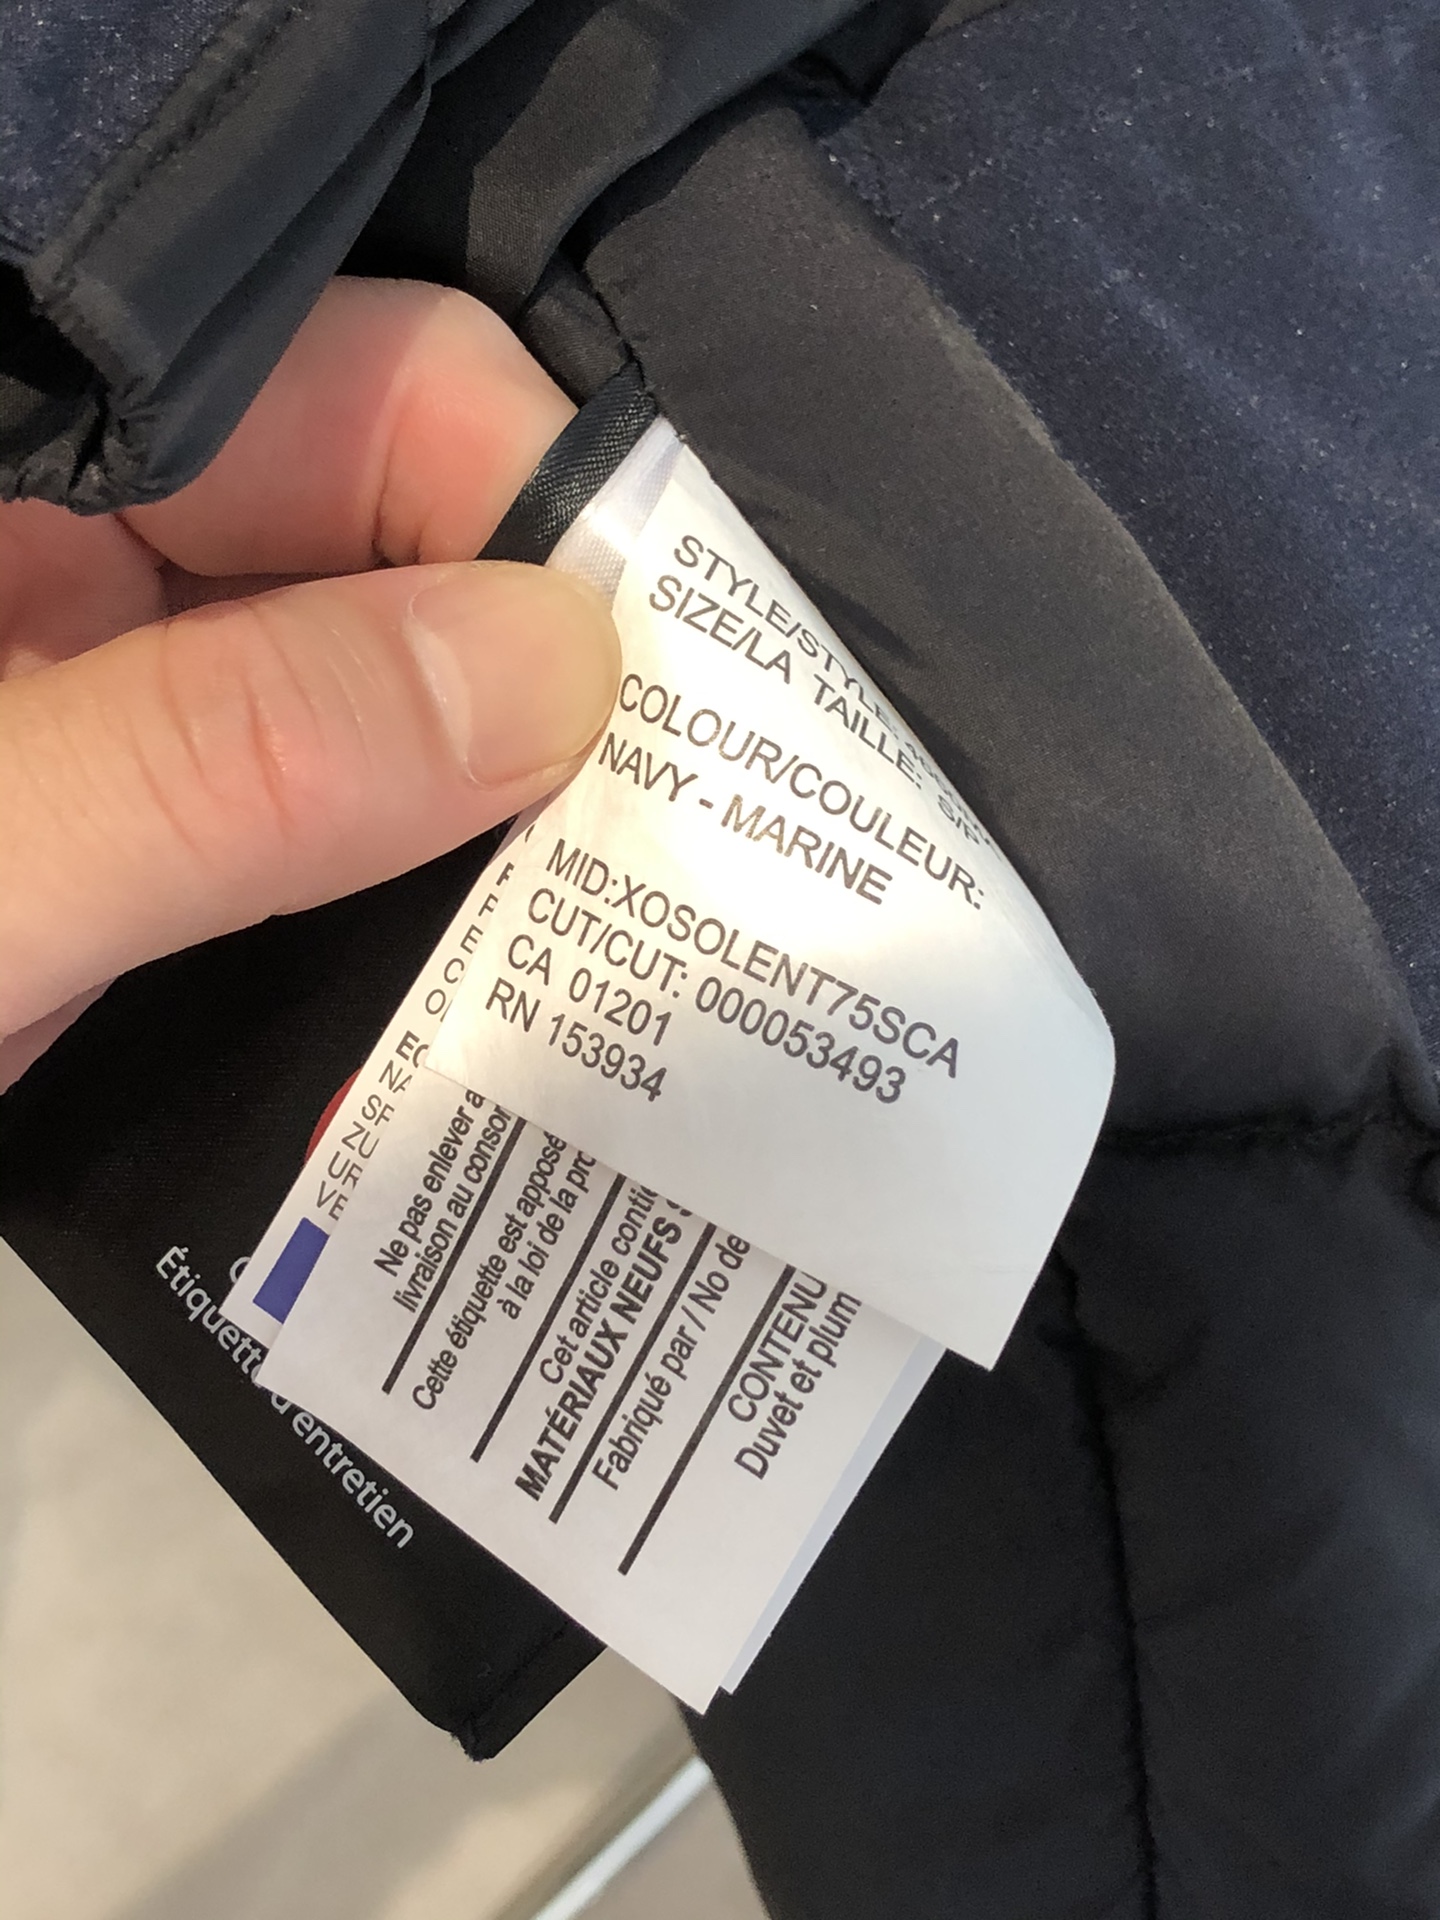 STYLE/STYLE
SIZE/LA TAILLE: S/P
COLOUR/COULEUR:
NAVY - MARINE
MID:XOSOLENT75SCA
CUT/CUT: 000053493
CA 01201
RN 153934
Ne pas enlever a
livraison au conso
Cette étiquette est apposé
à la loi de la pro
Cet article conti
MATÉRIAUX NEUFS
Fabriqué par / No de
CONTENU
Duvet et plum
Étiquette d'entretien